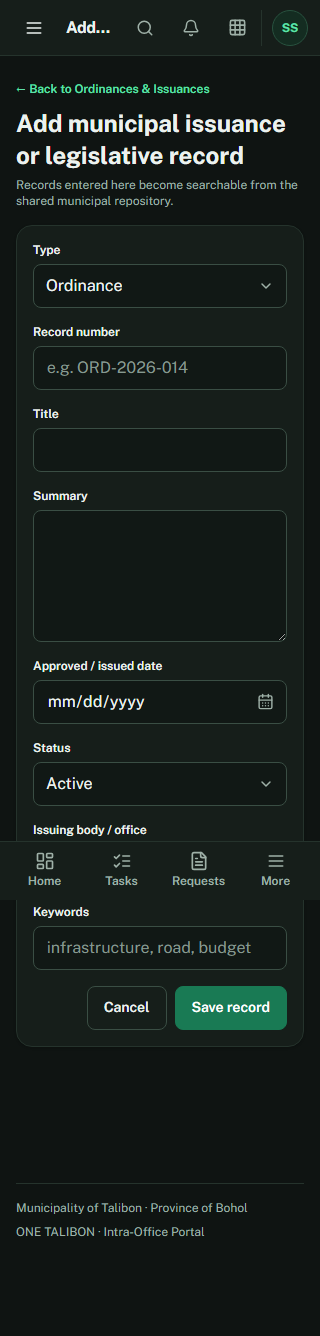 Add...
SS
← Back to Ordinances & Issuances
Add municipal issuance
or legislative record
Records entered here become searchable from the
shared municipal repository.
Type
Ordinance
Record number
e.g. ORD-2026-014
Title
Summary
Approved / issued date
mm/dd/yyyy
Status
Active
Issuing body / office
Home
Tasks
Requests
More
Keywords
infrastructure, road, budget
Cancel
Save record
Municipality of Talibon · Province of Bohol
ONE TALIBON · Intra-Office Portal